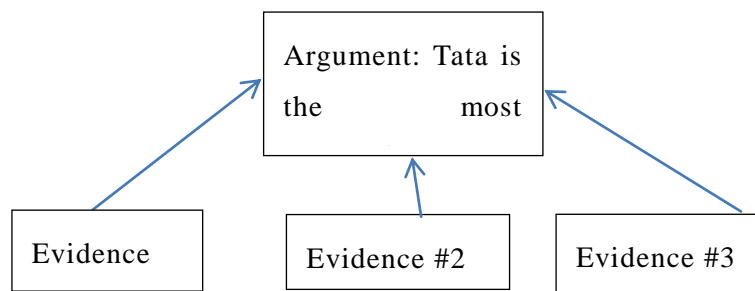 Argument: Tata is
the most
Evidence
Evidence #2
Evidence #3